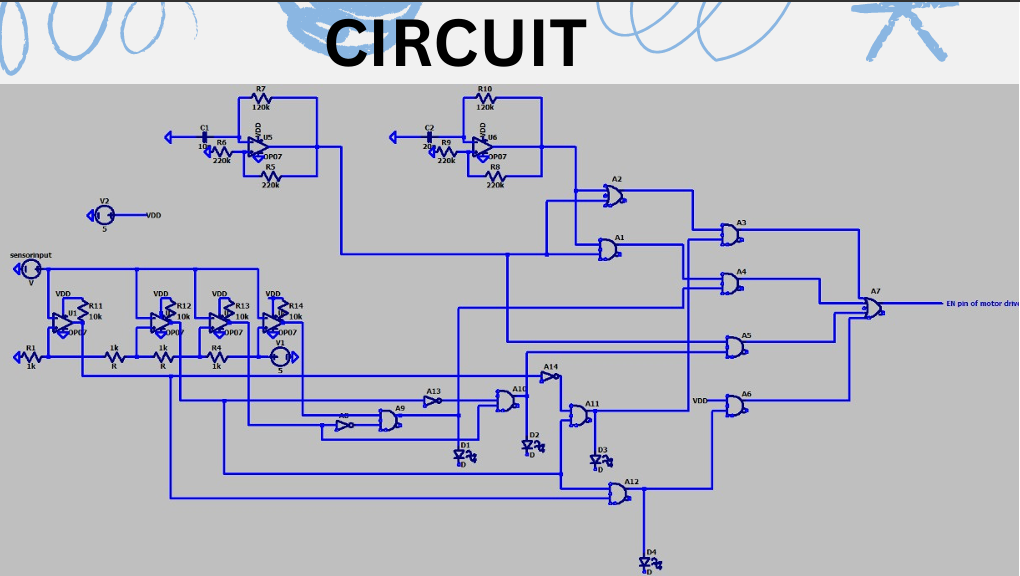 CIRCUIT
R7
120k
R10
120k
C1
VDD
U5
R6
220k
OP07
R5
220k
C2
VDD
U6
R9
220k
OP07
R8
220k
A2
V2
VDD
5
A3
A1
sensorinput
V
A4
VDD
VDD
VDD
VDD
R11
R12
R13
R14
U1
10k
10k
10k
10k
OP07
OP07
OP07
OP07
A7
EN pin of motor drive
R1
1k
1k
R
1k
R
R4
1k
V1
5
A5
A14
A13
A10
A8
A9
A11
VDD
A6
D1
D
D2
D
D3
D
A12
D4
D